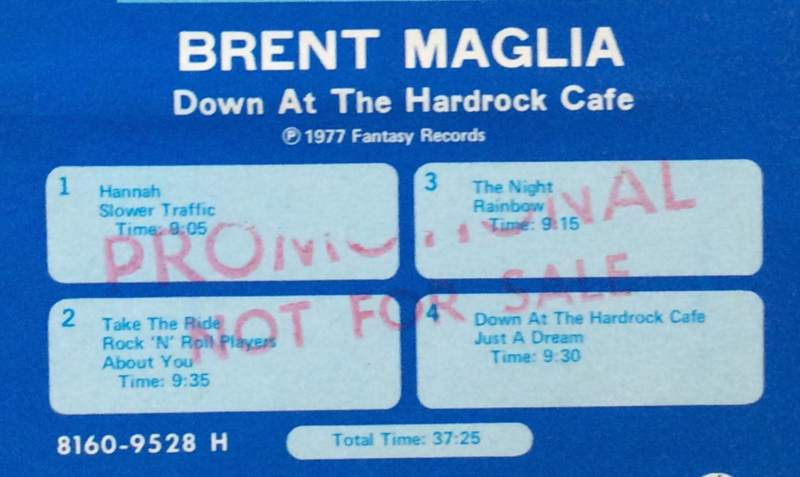 BRENT MAGLIA
Down At The Hardrock Cafe
℗ 1977 Fantasy Records
1
Hannah
Slower Traffic
Time: 9:05
3
The Night
Rainbow
Time: 9:15
PROMOTIONAL
NOT FOR SALE
2
Take The Ride
Rock 'N' Roll Players
About You
Time: 9:35
4
Down At The Hardrock Cafe
Just A Dream
Time: 9:30
8160-9528 H
Total Time: 37:25